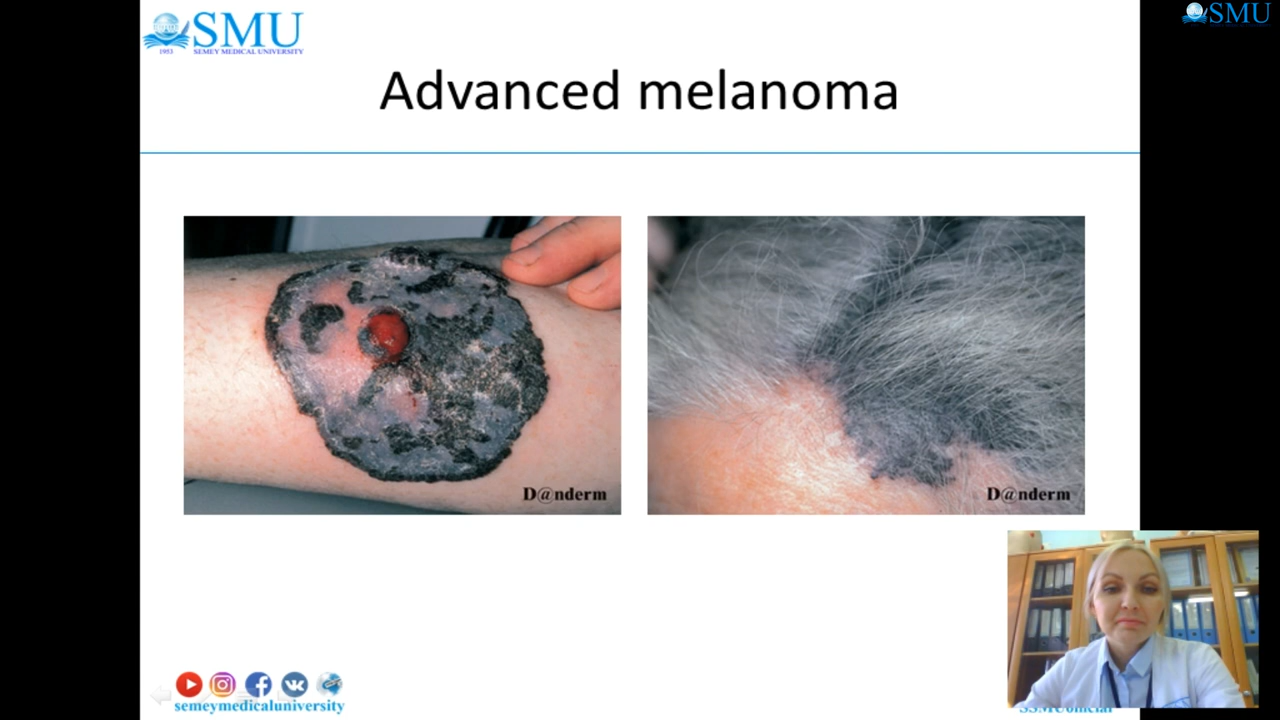 SMU
SEMEY MEDICAL UNIVERSITY
1953
SMU
Advanced melanoma
D@nderm
D@nderm
semeymedicaluniversity